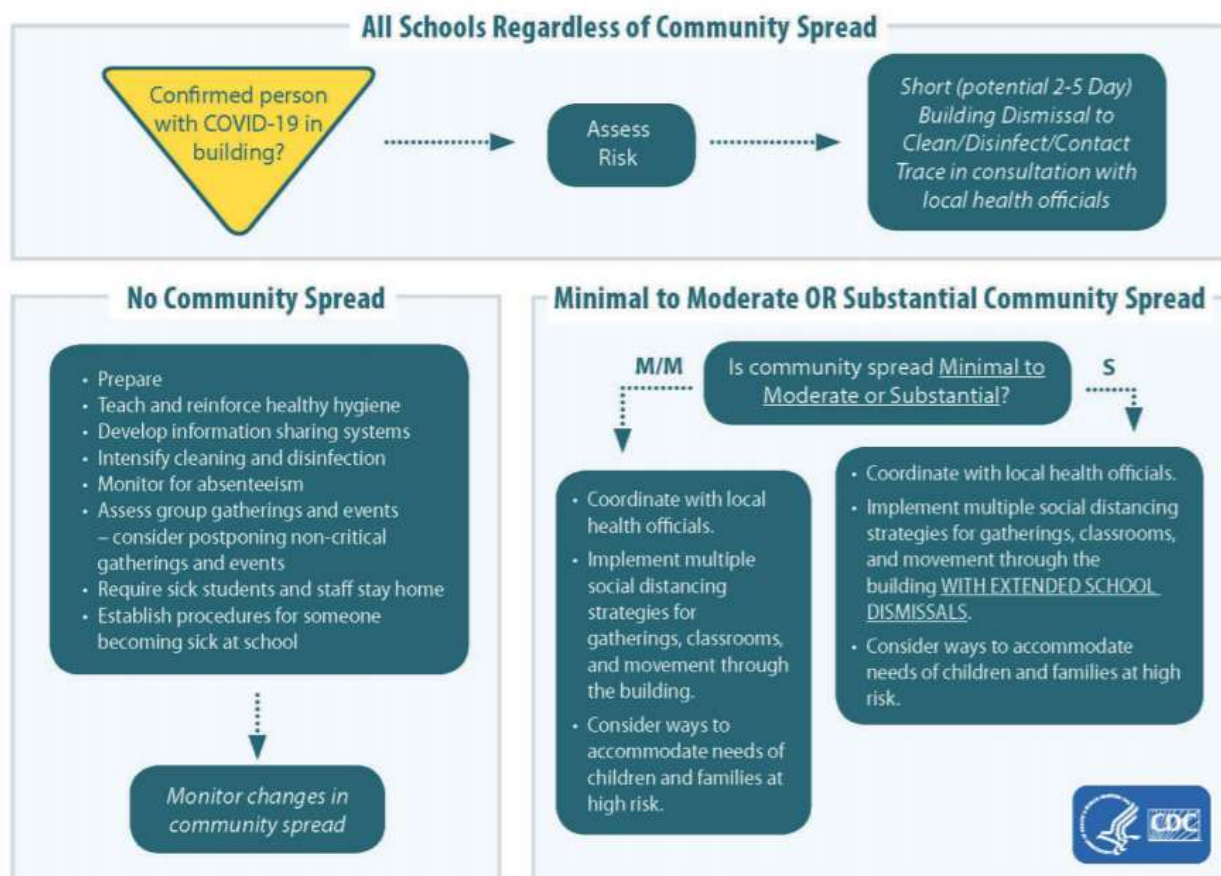 All Schools Regardless of Community Spread
Confirmed person
with COVID-19 in
building?
Assess
Risk
Short (potential 2-5 Day)
Building Dismissal to
Clean/Disinfect/Contact
Trace in consultation with
local health officials
No Community Spread
• Prepare
• Teach and reinforce healthy hygiene
• Develop information sharing systems
• Intensify cleaning and disinfection
• Monitor for absenteeism
• Assess group gatherings and events
– consider postponing non-critical
gatherings and events
• Require sick students and staff stay home
• Establish procedures for someone
becoming sick at school
Monitor changes in
community spread
Minimal to Moderate OR Substantial Community Spread
M/M
Is community spread Minimal to
Moderate or Substantial?
S
• Coordinate with local
health officials.
• Implement multiple
social distancing
strategies for
gatherings, classrooms,
and movement through
the building.
• Consider ways to
accommodate needs of
children and families at
high risk.
• Coordinate with local health officials.
• Implement multiple social distancing
strategies for gatherings, classrooms,
and movement through the
building WITH EXTENDED SCHOOL
DISMISSALS.
• Consider ways to accommodate
needs of children and families at high
risk.
CDC